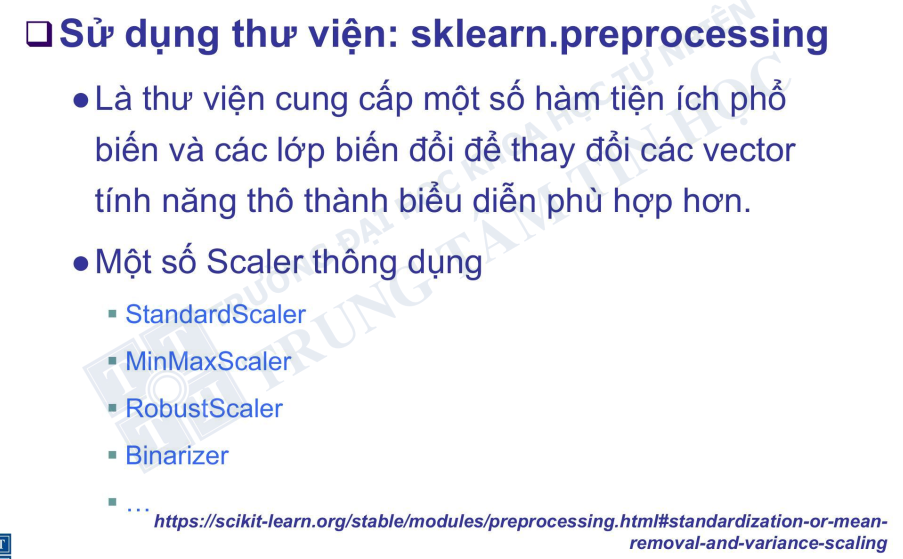 Sử dụng thư viện: sklearn.preprocessing
Là thư viện cung cấp một số hàm tiện ích phổ
biến và các lớp biến đổi để thay đổi các vector
tính năng thô thành biểu diễn phù hợp hơn.
Một số Scaler thông dụng
StandardScaler
MinMaxScaler
RobustScaler
Binarizer
…
https://scikit-learn.org/stable/modules/preprocessing.html#standardization-or-mean-
removal-and-variance-scaling
TRƯỜNG ĐẠI HỌC KHOA HỌC TỰ NHIÊN
TRUNG TÂM TIN HỌC
T T
T H
T